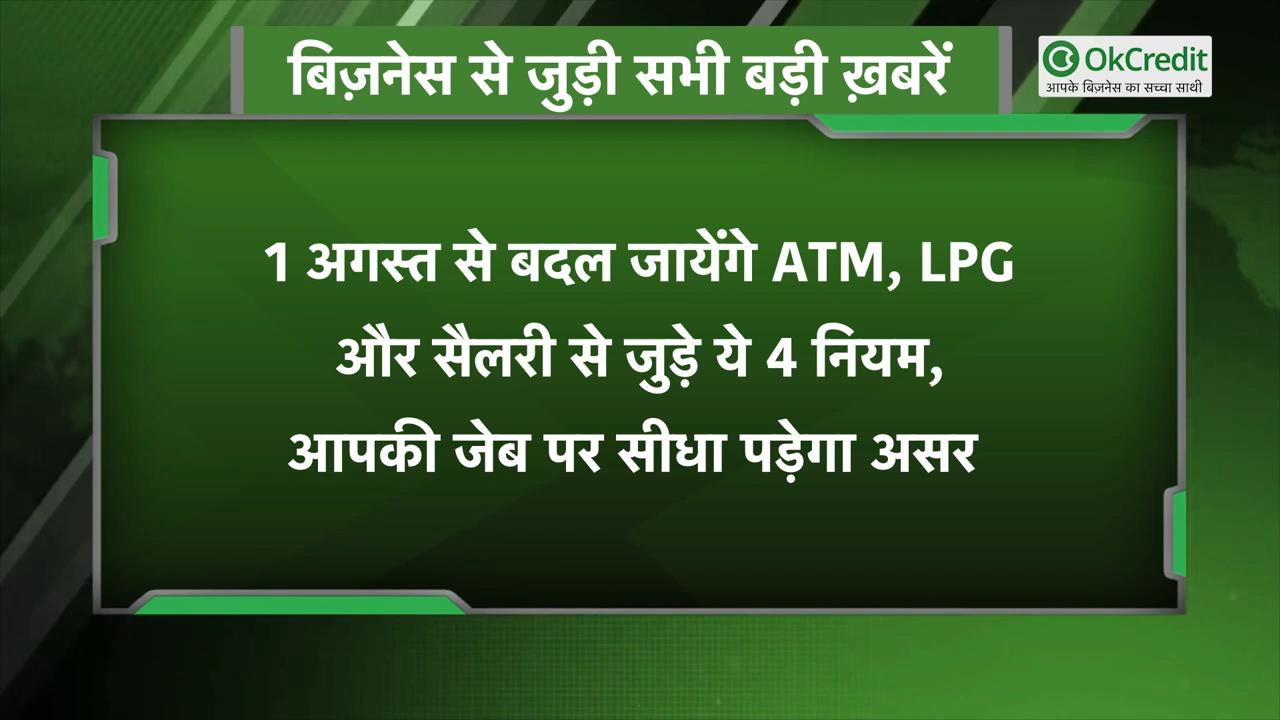 बिज़नेस से जुड़ी सभी बड़ी ख़बरें
OkCredit
आपके बिज़नेस का सच्चा साथी
1 अगस्त से बदल जायेंगे ATM, LPG
और सैलरी से जुड़े ये 4 नियम,
आपकी जेब पर सीधा पड़ेगा असर